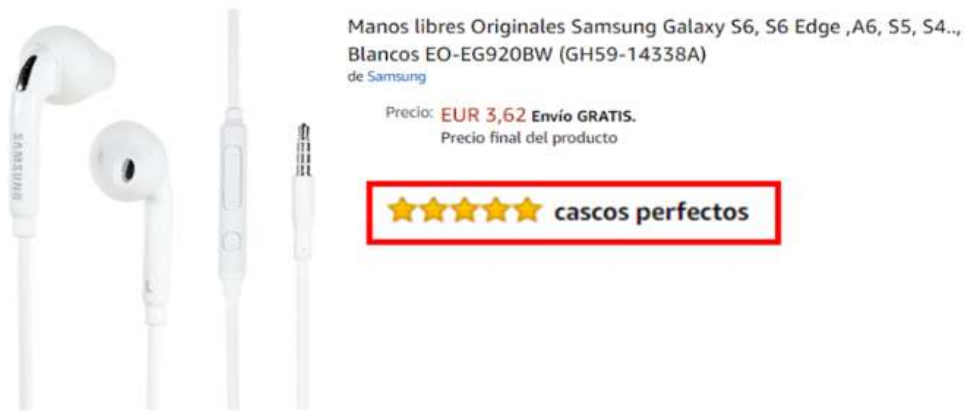 SAMSUNG
L
Manos libres Originales Samsung Galaxy S6, S6 Edge ,A6, S5, S4..,
Blancos EO-EG920BW (GH59-14338A)
de Samsung
Precio: EUR 3,62 Envío GRATIS.
Precio final del producto
cascos perfectos